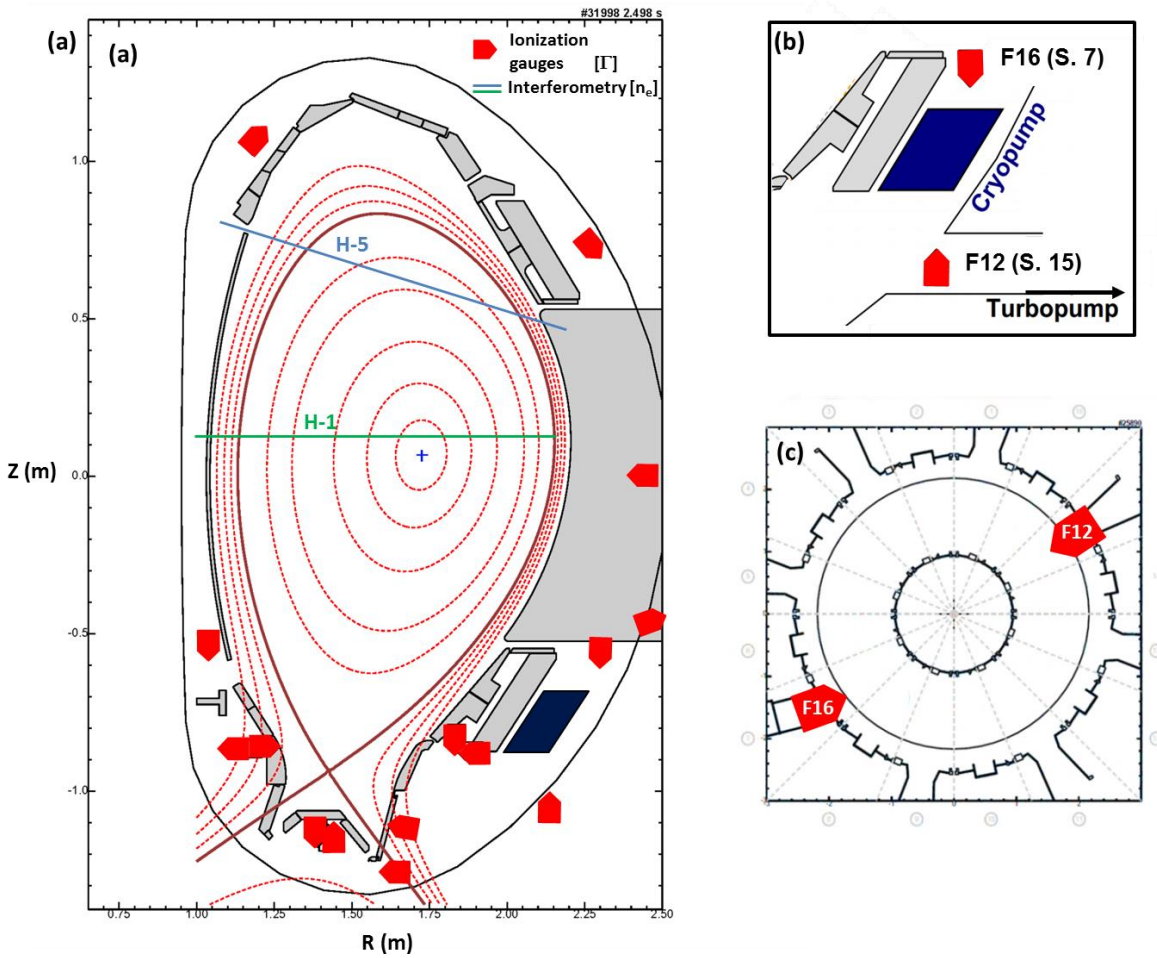 #31998 2.498 s
(a)
(a)
Ionization
gauges [Γ]
Interferometry [nₑ]
H-5
H-1
1.0
0.5
0.0
-0.5
-1.0
Z (m)
0.75
1.00
1.25
1.50
1.75
2.00
2.25
2.50
R (m)
(b)
F16 (S. 7)
Cryopump
F12 (S. 15)
Turbopump
(c)
F12
F16